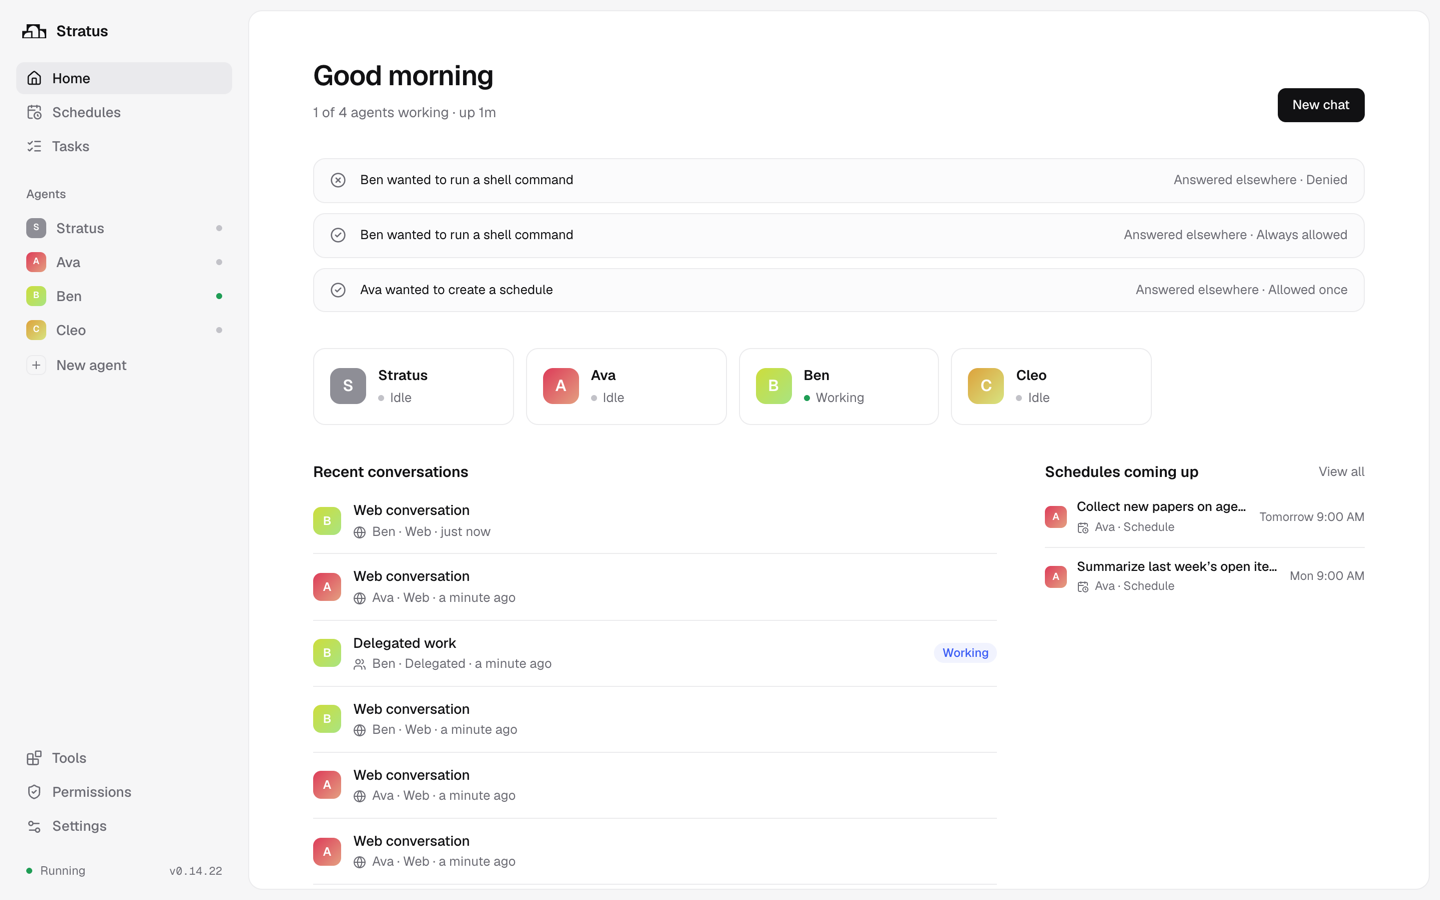 Stratus
Home
Schedules
Tasks
Agents
S Stratus
A Ava
B Ben
C Cleo
New agent
Tools
Permissions
Settings
Running v0.14.22
Good morning
1 of 4 agents working · up 1m
New chat
Ben wanted to run a shell command Answered elsewhere · Denied
Ben wanted to run a shell command Answered elsewhere · Always allowed
Ava wanted to create a schedule Answered elsewhere · Allowed once
S Stratus
Idle
A Ava
Idle
B Ben
Working
C Cleo
Idle
Recent conversations
B Web conversation
Ben · Web · just now
A Web conversation
Ava · Web · a minute ago
B Delegated work
Ben · Delegated · a minute ago
Working
B Web conversation
Ben · Web · a minute ago
A Web conversation
Ava · Web · a minute ago
A Web conversation
Ava · Web · a minute ago
Schedules coming up View all
A Collect new papers on age... Tomorrow 9:00 AM
Ava · Schedule
A Summarize last week's open ite... Mon 9:00 AM
Ava · Schedule